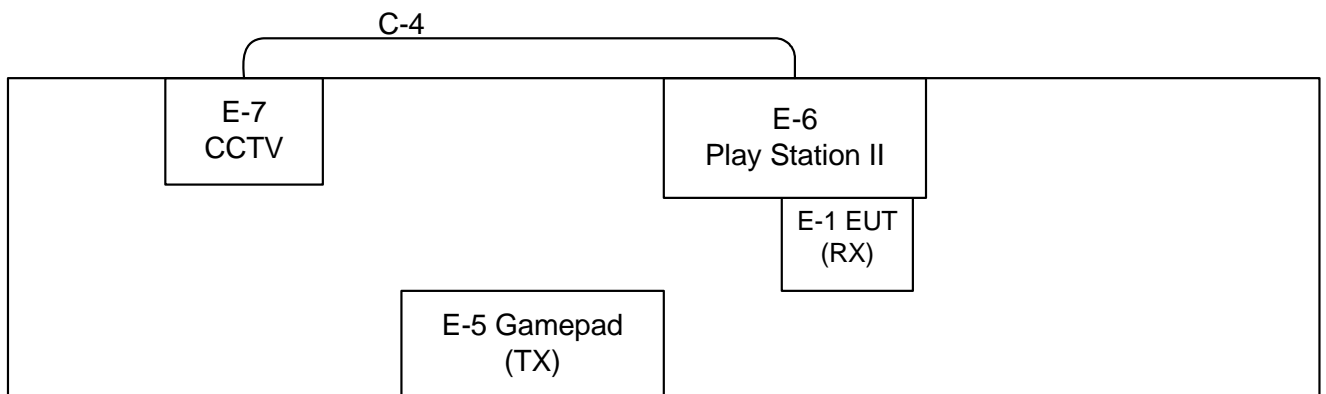 C-4
E-7
CCTV
E-6
Play Station II
E-1 EUT
(RX)
E-5 Gamepad
(TX)